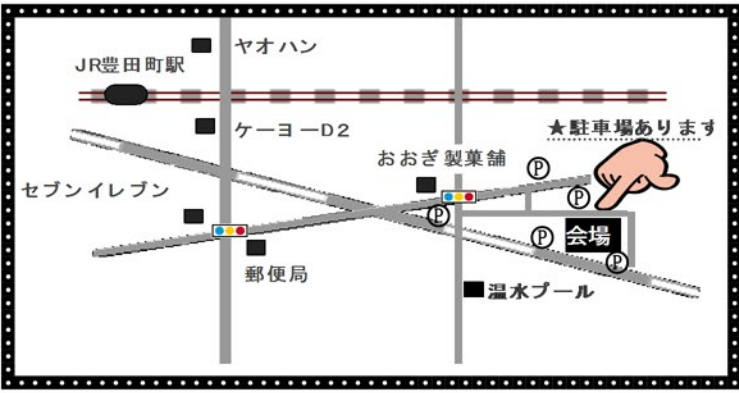 ヤオハン
JR豊田町駅
ケーヨーD2
★駐車場あります
おおぎ製菓舗
P
セブンイレブン
P
P
会場
P
郵便局
P
■温水プール